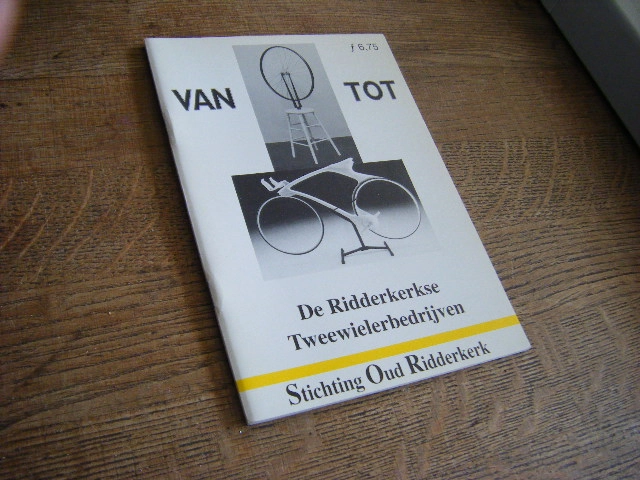 f 6,75
VAN TOT
De Ridderkerkse
Tweewielerbedrijven
Stichting Oud Ridderkerk